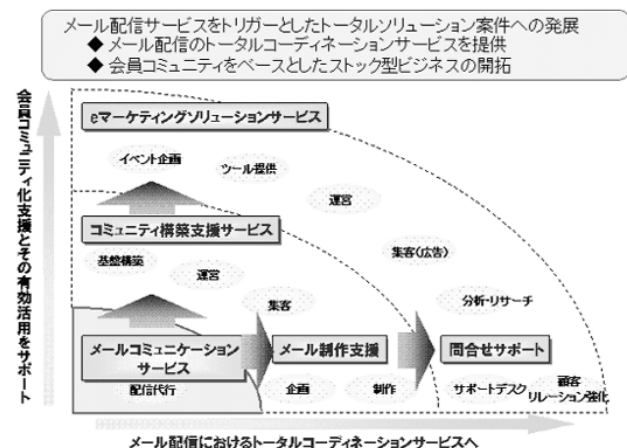 メール配信サービスをトリガーとしたトータルソリューション案件への発展
◆ メール配信のトータルコーディネーションサービスを提供
◆ 会員コミュニティをベースとしたストック型ビジネスの開拓
会員コミュニティ化支援とその有効活用をサポート
eマーケティングソリューションサービス
イベント企画
ツール提供
運営
集客(広告)
分析・リサーチ
コミュニティ構築支援サービス
基盤構築
運営
集客
メールコミュニケーション
サービス
配信代行
メール制作支援
企画
制作
問合せサポート
サポートデスク
顧客
リレーション強化
メール配信におけるトータルコーディネーションサービスへ